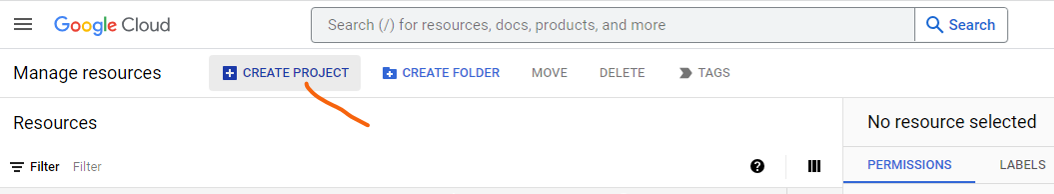 Google Cloud
Search (/) for resources, docs, products, and more
Search
Manage resources
CREATE PROJECT
CREATE FOLDER
MOVE
DELETE
TAGS
Resources
No resource selected
Filter
Filter
PERMISSIONS
LABELS